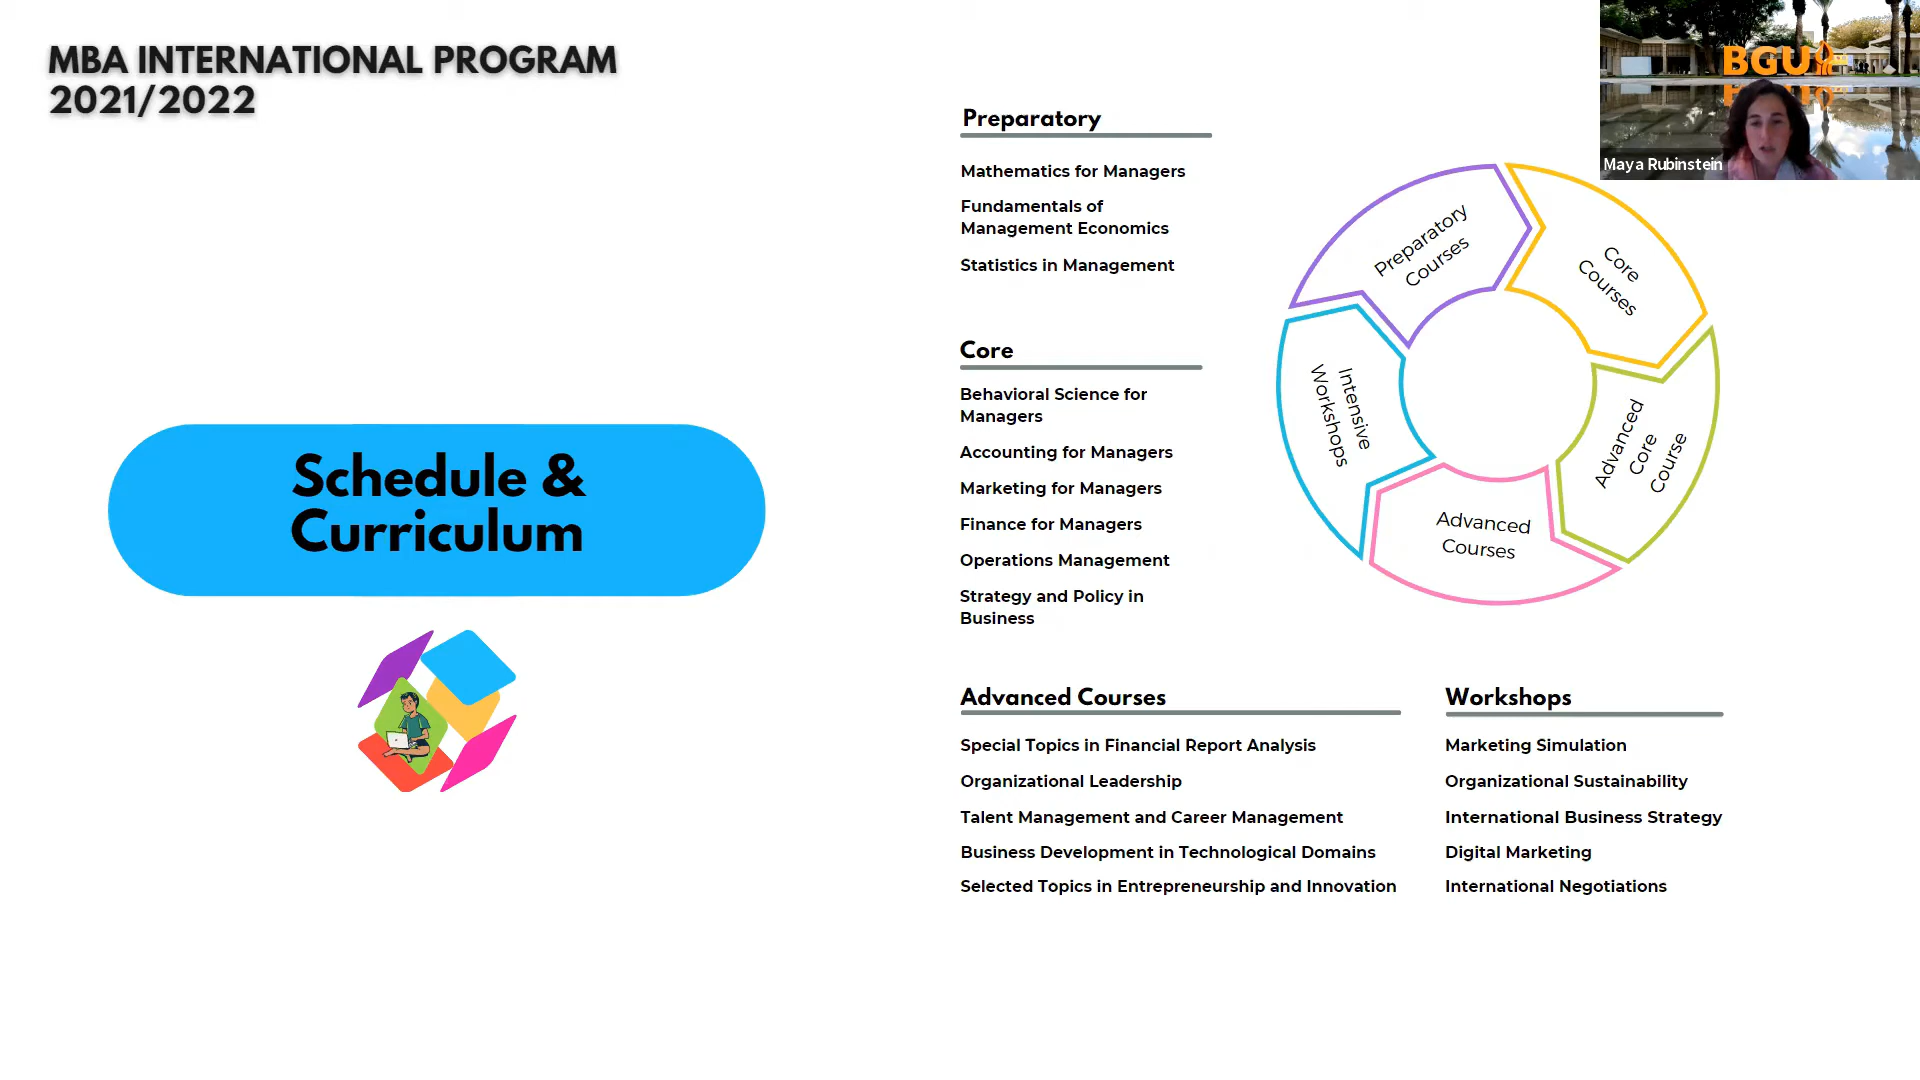 MBA INTERNATIONAL PROGRAM
2021/2022
Schedule &
Curriculum
Preparatory
Mathematics for Managers
Fundamentals of
Management Economics
Statistics in Management
Core
Behavioral Science for
Managers
Accounting for Managers
Marketing for Managers
Finance for Managers
Operations Management
Strategy and Policy in
Business
Preparatory
Courses
Core
Courses
Advanced
Core
Course
Advanced
Courses
Intensive
Workshops
Advanced Courses
Special Topics in Financial Report Analysis
Organizational Leadership
Talent Management and Career Management
Business Development in Technological Domains
Selected Topics in Entrepreneurship and Innovation
Workshops
Marketing Simulation
Organizational Sustainability
International Business Strategy
Digital Marketing
International Negotiations
BGU
Maya Rubinstein